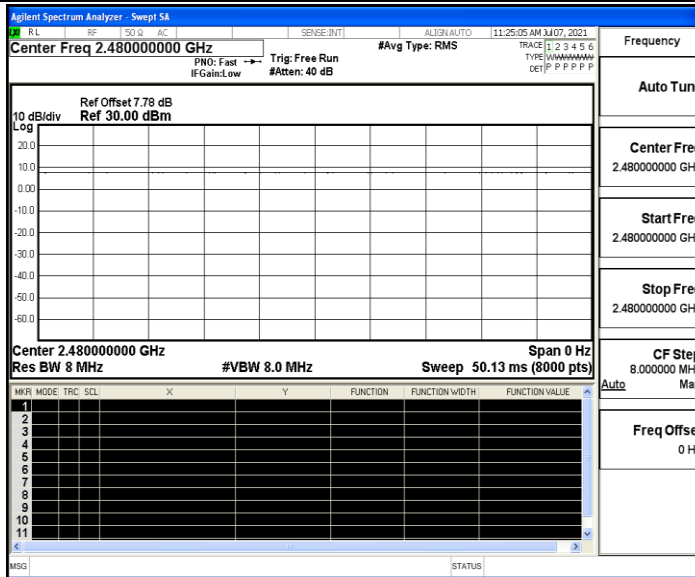 Agilent Spectrum Analyzer - Swept SA
RL RF 50 Ω AC SENSE:INT ALIGN AUTO 11:25:05 AM Jul 07, 2021
Center Freq 2.480000000 GHz
PNO: Fast
IFGain:Low
Trig: Free Run
#Atten: 40 dB
#Avg Type: RMS
TRACE 1 2 3 4 5 6
TYPE WWWWWW
DET P P P P P P
Ref Offset 7.78 dB
10 dB/div Ref 30.00 dBm
Log
20.0
10.0
0.00
-10.0
-20.0
-30.0
-40.0
-50.0
-60.0
Center 2.480000000 GHz Span 0 Hz
Res BW 8 MHz #VBW 8.0 MHz Sweep 50.13 ms (8000 pts)
MKR MODE TRC SCL X Y FUNCTION FUNCTION WIDTH FUNCTION VALUE
1
2
3
4
5
6
7
8
9
10
11
MSG STATUS
Frequency
Auto Tun
Center Fre
2.480000000 GH
Start Fre
2.480000000 GH
Stop Fre
2.480000000 GH
CF Step
8.000000 MH
Auto Ma
Freq Offse
0 H